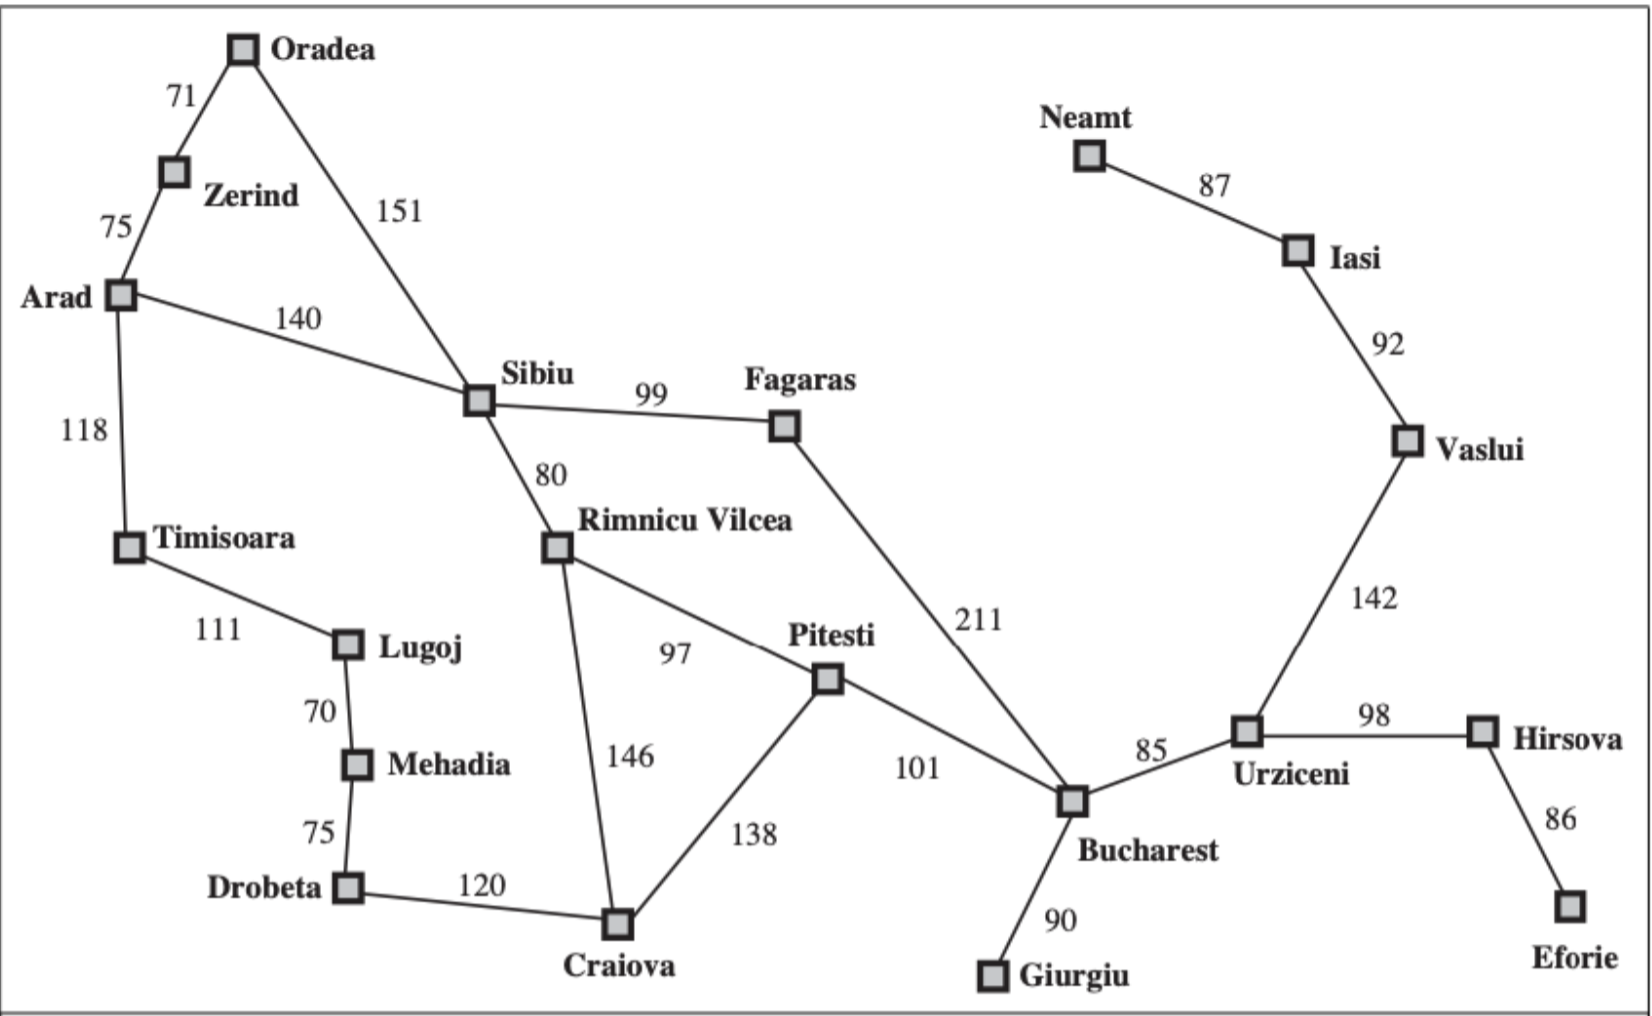 Oradea
71
Neamt
Zerind
87
151
75
Iasi
Arad
140
92
Sibiu
Fagaras
99
118
Vaslui
80
Rimnicu Vilcea
Timisoara
142
211
111
Pitesti
Lugoj
97
70
98
Hirsova
85
146
101
Urziceni
Mehadia
86
75
138
Bucharest
120
Drobeta
90
Craiova
Eforie
Giurgiu